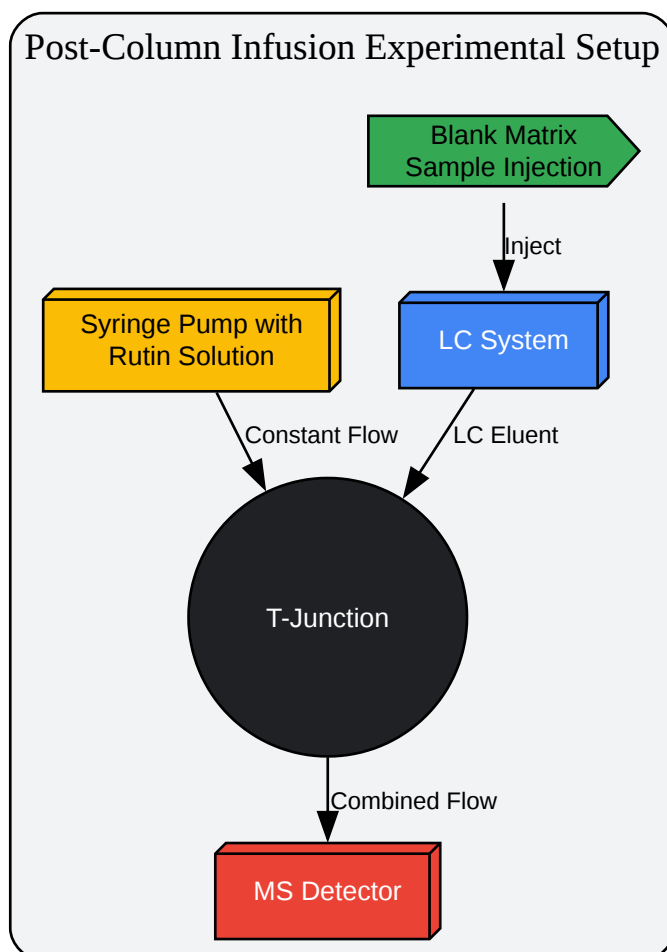 Post-Column Infusion Experimental Setup
Blank Matrix
Sample Injection
Inject
Syringe Pump with
Rutin Solution
LC System
Constant Flow
LC Eluent
T-Junction
Combined Flow
MS Detector